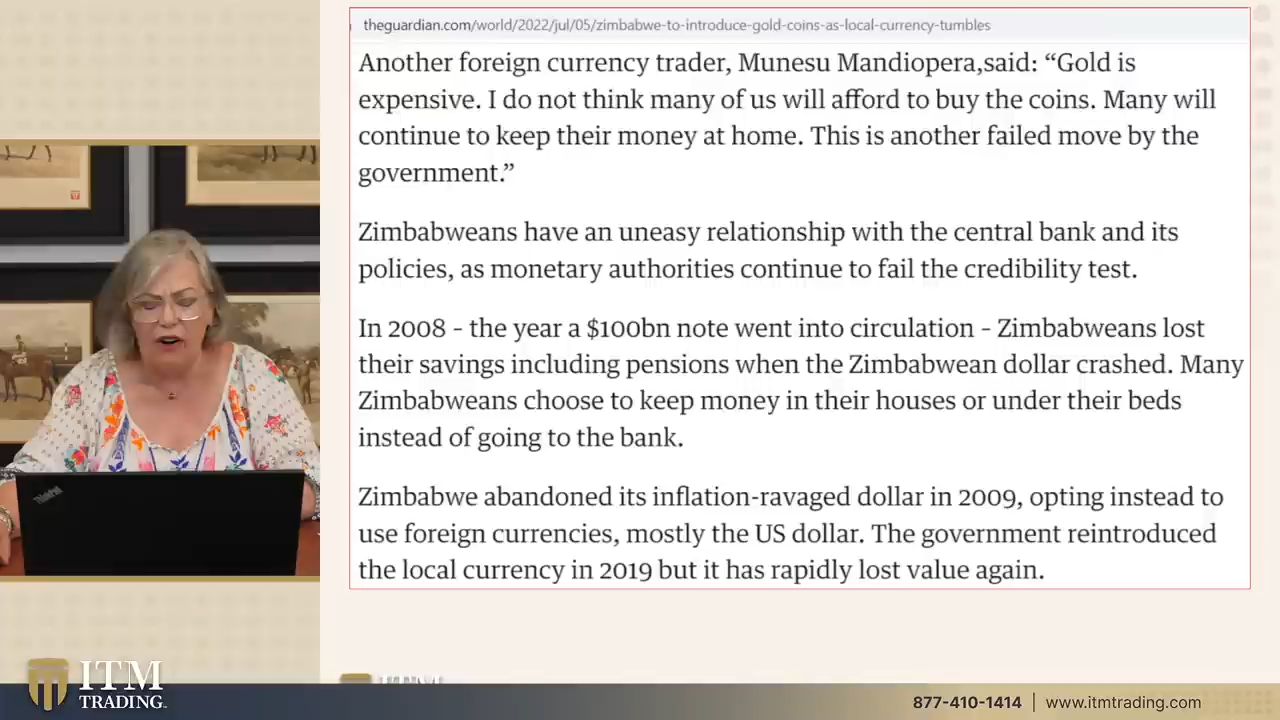 theguardian.com/world/2022/jul/05/zimbabwe-to-introduce-gold-coins-as-local-currency-tumbles
Another foreign currency trader, Munesu Mandiopera,said: “Gold is
expensive. I do not think many of us will afford to buy the coins. Many will
continue to keep their money at home. This is another failed move by the
government.”
Zimbabweans have an uneasy relationship with the central bank and its
policies, as monetary authorities continue to fail the credibility test.
In 2008 - the year a $100bn note went into circulation - Zimbabweans lost
their savings including pensions when the Zimbabwean dollar crashed. Many
Zimbabweans choose to keep money in their houses or under their beds
instead of going to the bank.
Zimbabwe abandoned its inflation-ravaged dollar in 2009, opting instead to
use foreign currencies, mostly the US dollar. The government reintroduced
the local currency in 2019 but it has rapidly lost value again.
ThinkPad
ITM
TRADING
ITM
877-410-1414 | www.itmtrading.com